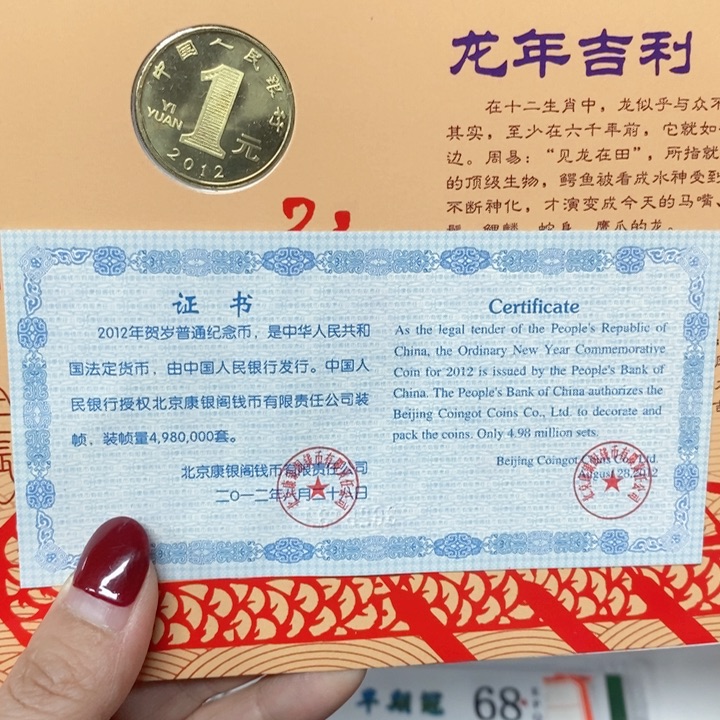 中国人民银行
YI
YUAN
1
元
2012
龙年吉利
在十二生肖中，龙似乎与众不
其实，至少在六千年前，它就如
边。周易：“见龙在田”，所指就
的顶级生物，鳄鱼被看成水神受到
不断神化，才演变成今天的马嘴、
证书
2012年贺岁普通纪念币，是中华人民共和
国法定货币，由中国人民银行发行。中国人
民银行授权北京康银阁钱币有限责任公司装
帧，装帧量4,980,000套。
北京康银阁钱币有限责任公司
二〇一二年八月二十八日
Certificate
As the legal tender of the People's Republic of
China, the Ordinary New Year Commemorative
Coin for 2012 is issued by the People's Bank of
China. The People's Bank of China authorizes the
Beijing Coingot Coins Co., Ltd. to decorate and
pack the coins. Only 4.98 million sets.
Beijing Coingot Coins Co., Ltd.
August 28,2012
早期冠
68